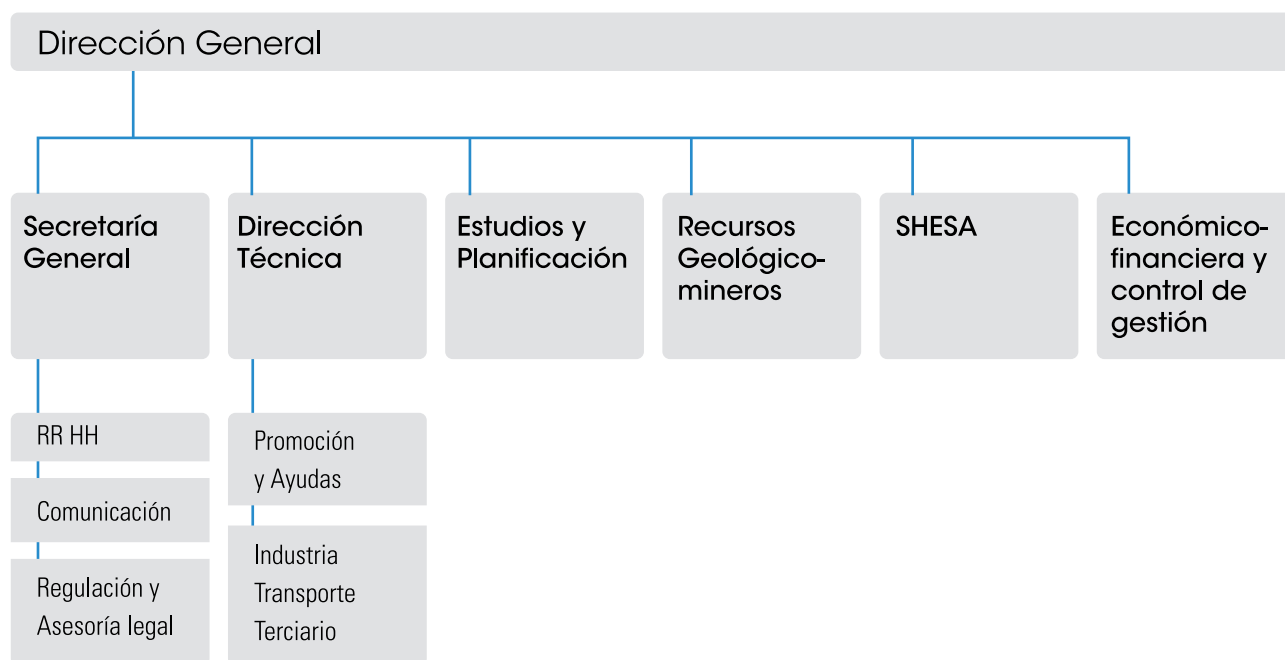 Dirección General
Secretaría
General
Dirección
Técnica
Estudios y
Planificación
Recursos
Geológico-
mineros
SHESA
Económico-
financiera y
control de
gestión
RR HH
Comunicación
Regulación y
Asesoría legal
Promoción
y Ayudas
Industria
Transporte
Terciario